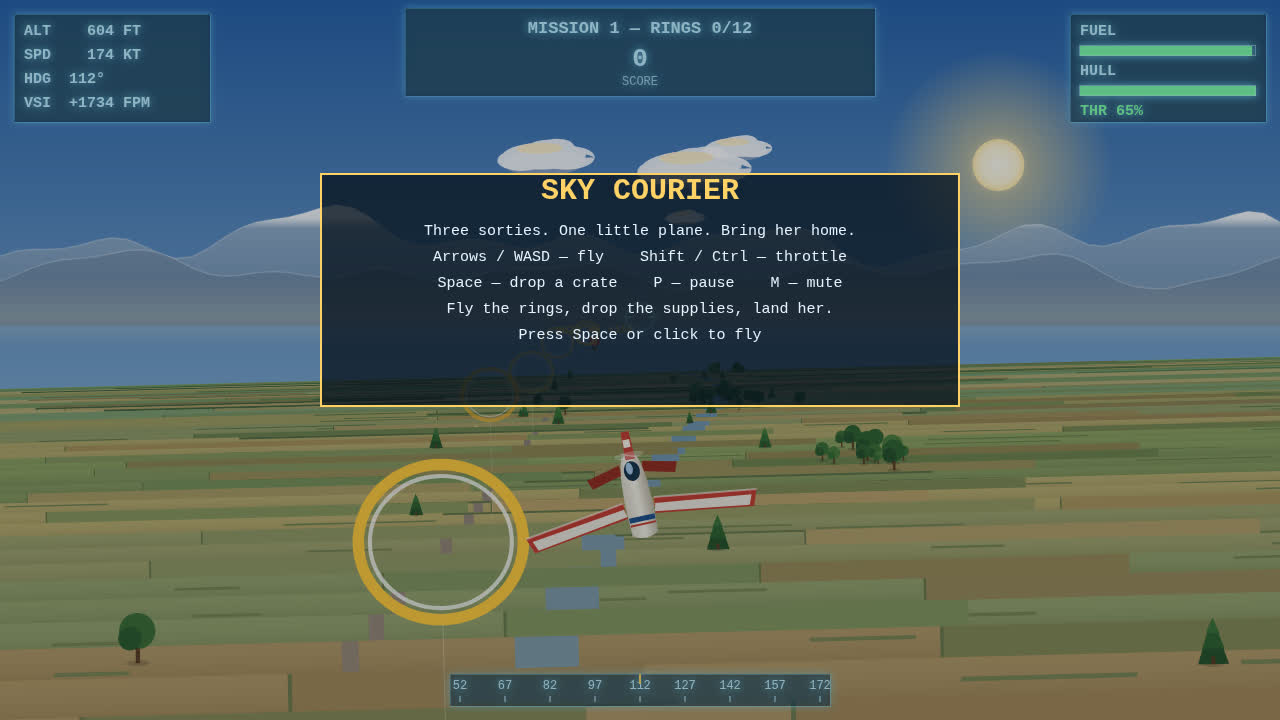 ALT 604 FT
SPD 174 KT
HDG 112°
VSI +1734 FPM
MISSION 1 — RINGS 0/12
0
SCORE
FUEL
HULL
THR 65%
SKY COURIER
Three sorties. One little plane. Bring her home.
Arrows / WASD — fly Shift / Ctrl — throttle
Space — drop a crate P — pause M — mute
Fly the rings, drop the supplies, land her.
Press Space or click to fly
52 67 82 97 112 127 142 157 172